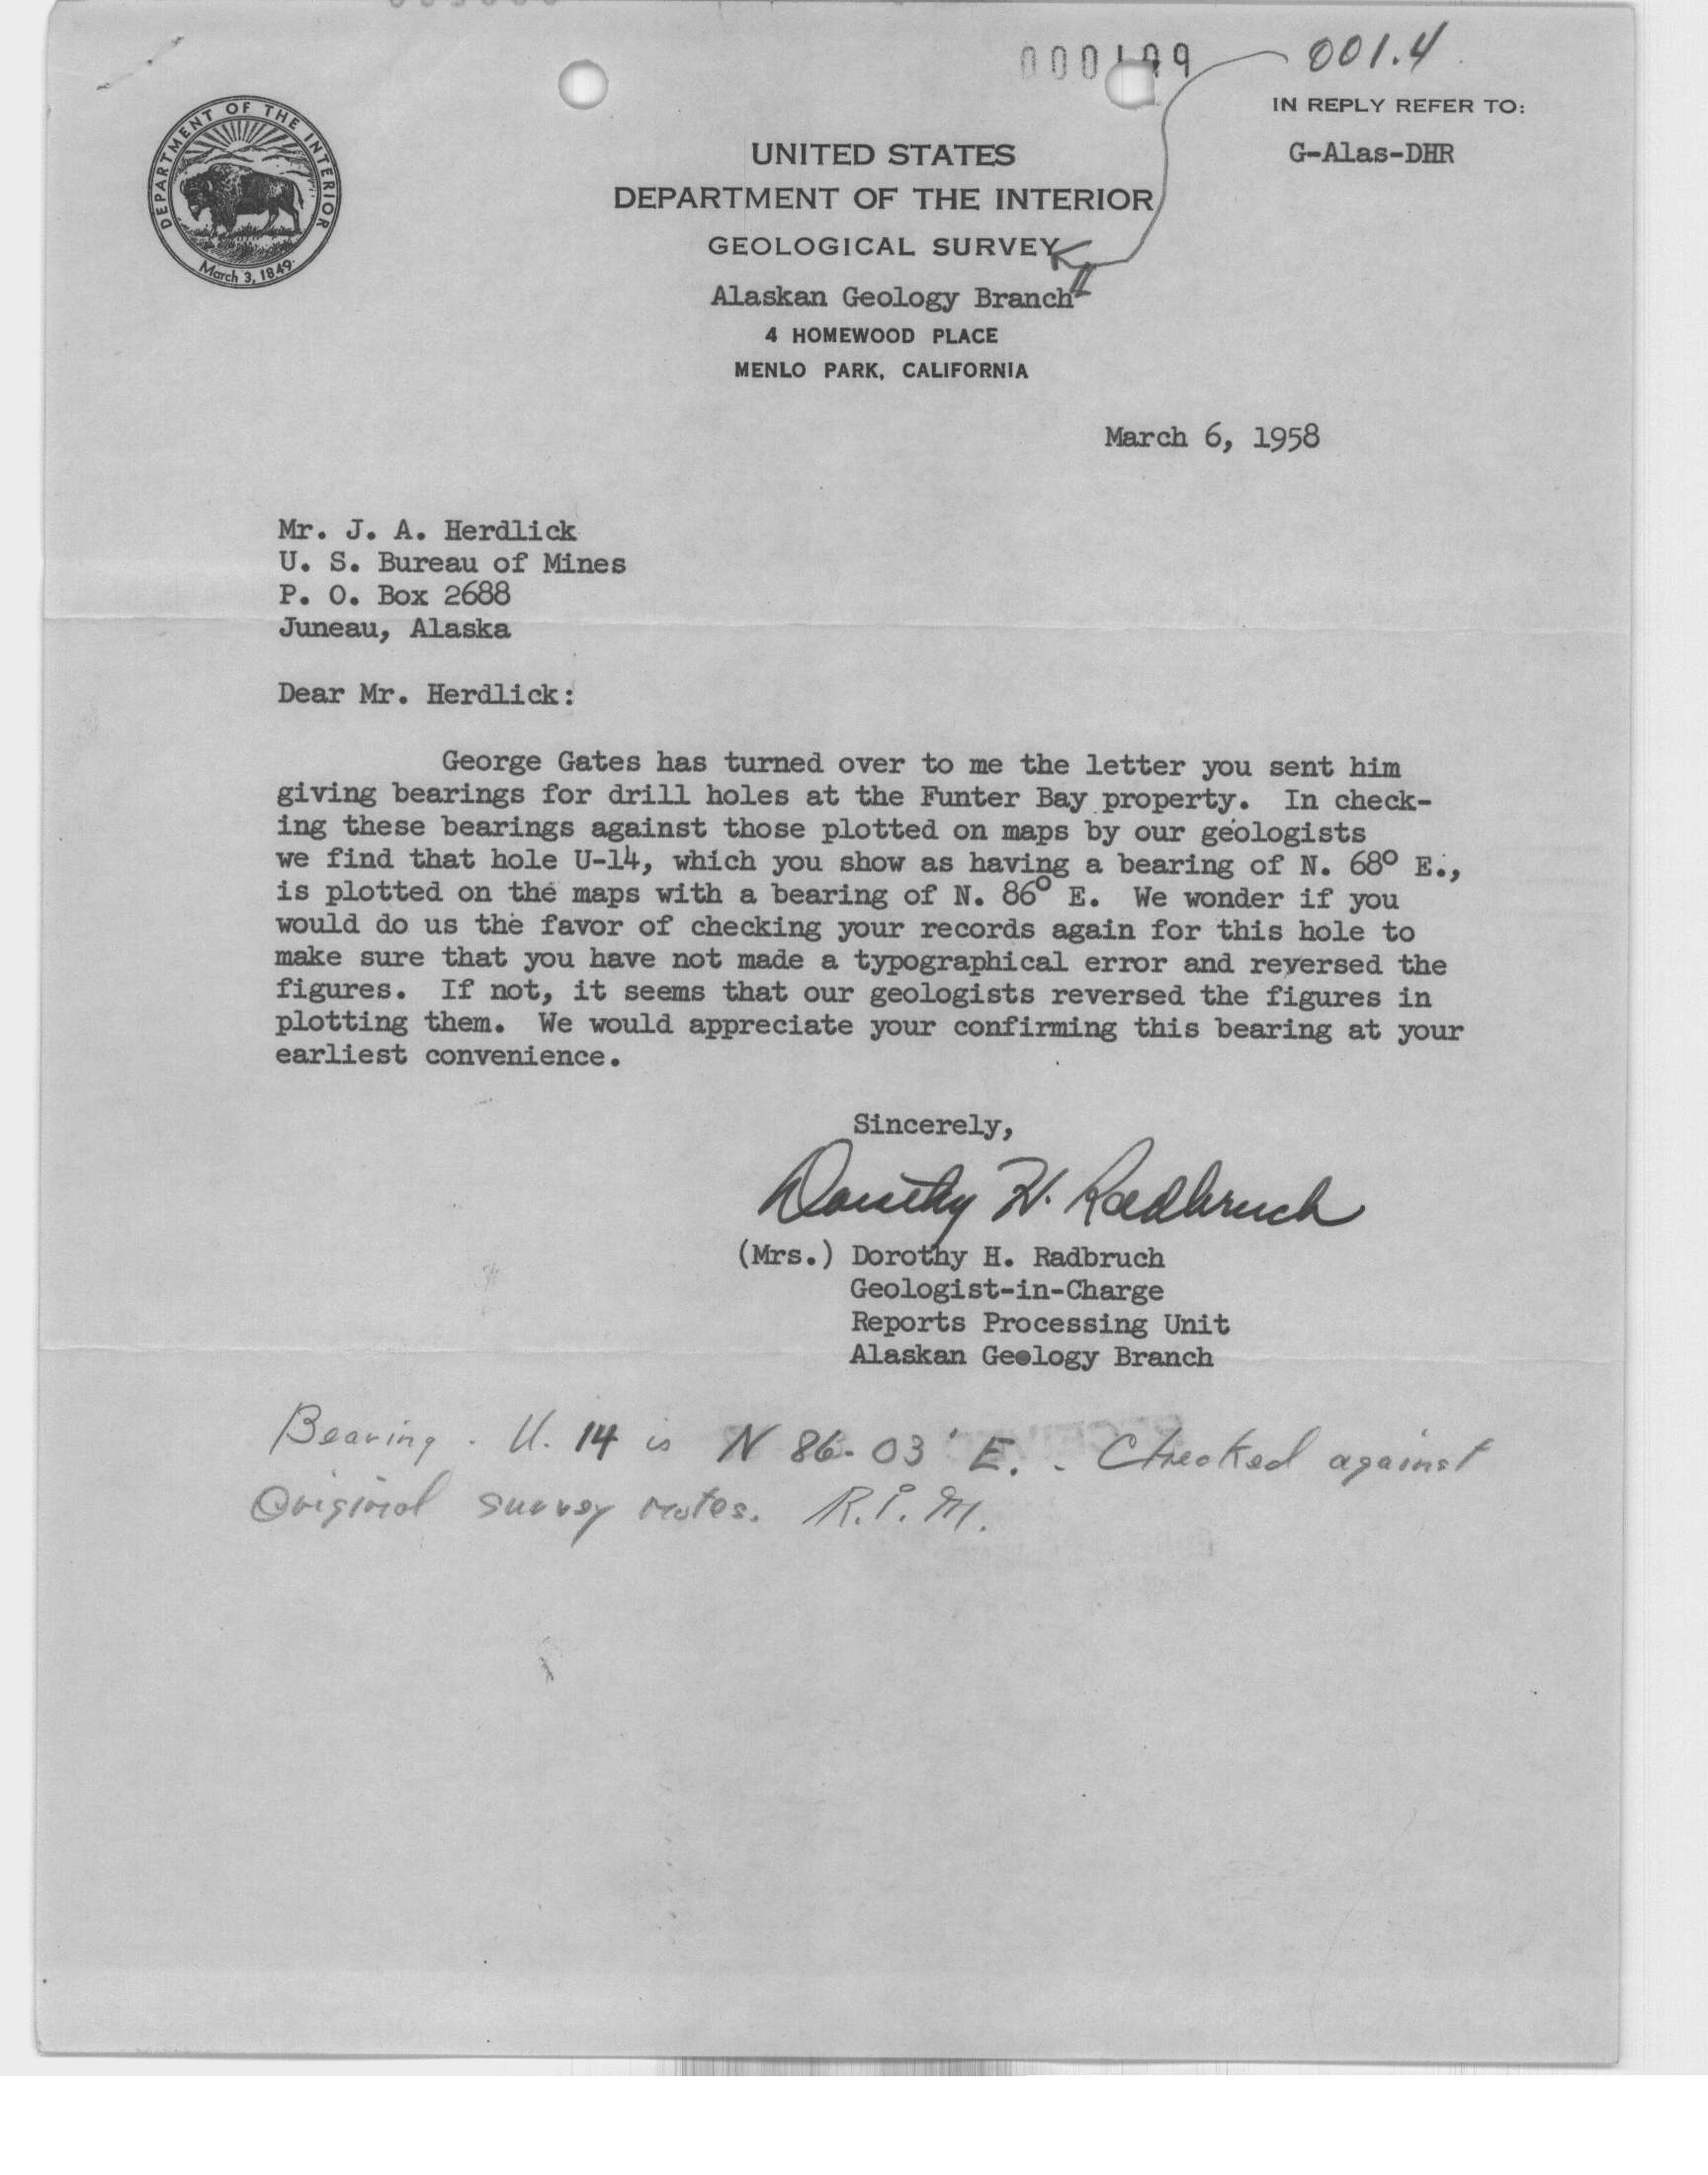 001.4
IN REPLY REFER TO:
G-Alas-DHR
DEPARTMENT OF THE INTERIOR
March 3, 1849
UNITED STATES
DEPARTMENT OF THE INTERIOR
GEOLOGICAL SURVEY
Alaskan Geology Branch
4 HOMEWOOD PLACE
MENLO PARK, CALIFORNIA
March 6, 1958
Mr. J. A. Herdlick
U. S. Bureau of Mines
P. O. Box 2688
Juneau, Alaska
Dear Mr. Herdlick:
George Gates has turned over to me the letter you sent him
giving bearings for drill holes at the Funter Bay property. In check-
ing these bearings against those plotted on maps by our geologists
we find that hole U-14, which you show as having a bearing of N. 68° E.,
is plotted on the maps with a bearing of N. 86° E. We wonder if you
would do us the favor of checking your records again for this hole to
make sure that you have not made a typographical error and reversed the
figures. If not, it seems that our geologists reversed the figures in
plotting them. We would appreciate your confirming this bearing at your
earliest convenience.
Sincerely,
Dorothy H. Radbruch
(Mrs.) Dorothy H. Radbruch
Geologist-in-Charge
Reports Processing Unit
Alaskan Geology Branch
Bearing. U. 14 is N 86-03' E. . Checked against
Original survey notes. R.P.M.